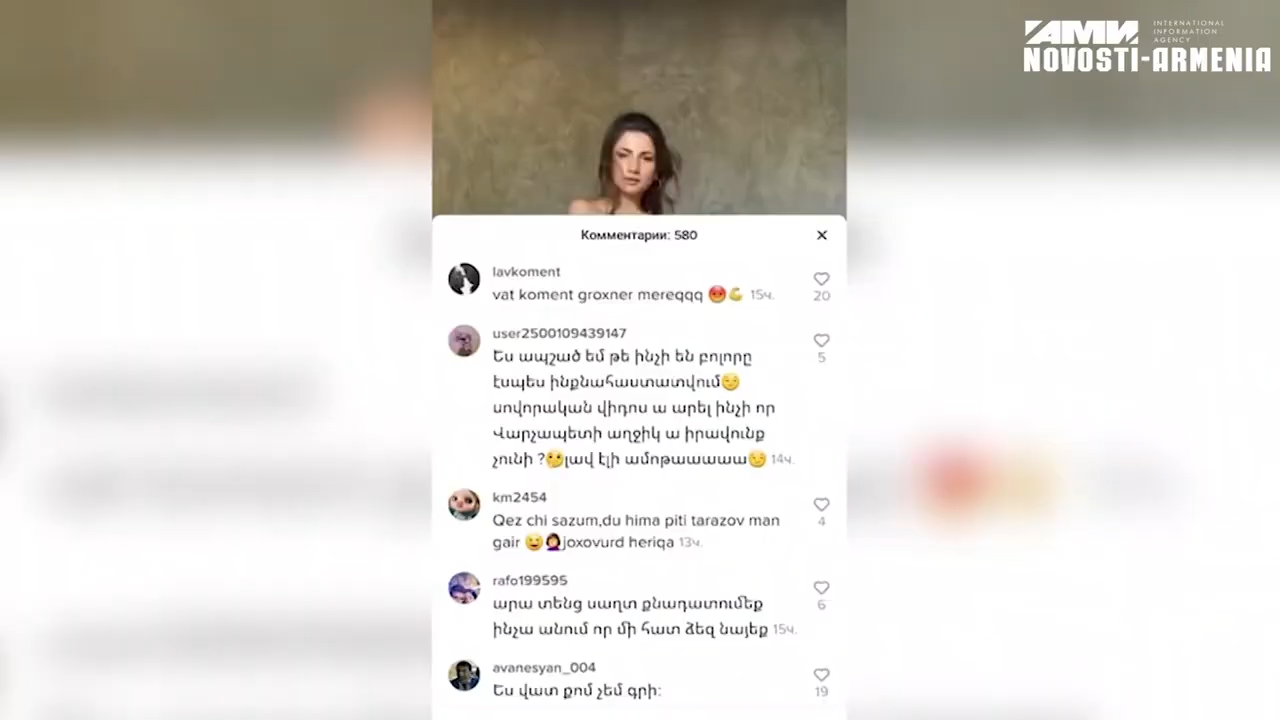 АМИ
INTERNATIONAL
INFORMATION
AGENCY
NOVOSTI-ARMENIA
Комментарии: 580
lavkoment
vat koment groxner mereqqq 😡💪 15ч.
20
user2500109439147
Ես ապշած եմ թե ինչի են բոլորը
էսպես ինքնահաստատվում😏
սովորական վիդոս ա արել ինչի որ
Վարչապետի աղջիկ ա իրավունք
չունի ?🤔լավ էլի ամոթաաաաա😏 14ч.
5
km2454
Qez chi sazum,du hima piti tarazov man
gair 😉🤦‍♀️joxovurd heriqa 13ч.
4
rafo199595
արա տենց սաղտ քնադատումեք
ինչա անում որ մի հատ ձեզ նայեք 15ч.
6
avanesyan_004
Ես վատ քոմ չեմ գրի:
19